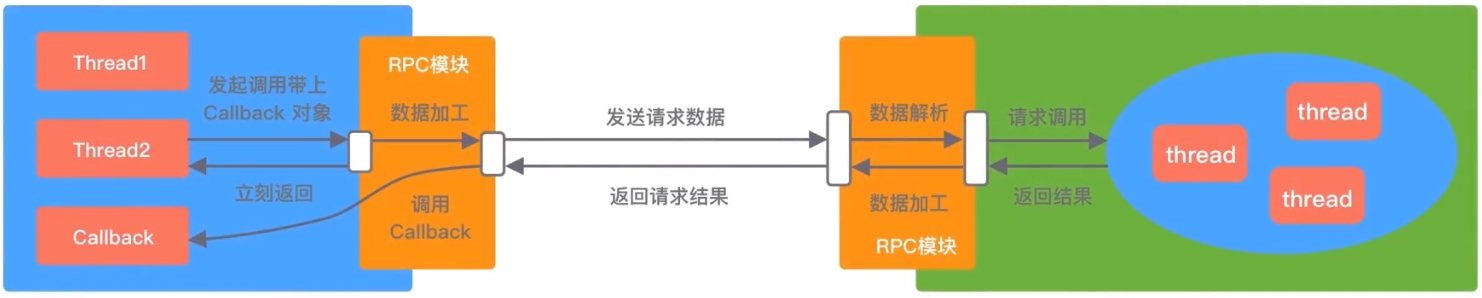 Thread1
Thread2
Callback
发起调用带上
Callback 对象
立刻返回
RPC模块
数据加工
调用
Callback
发送请求数据
返回请求结果
数据解析
数据加工
RPC模块
请求调用
返回结果
thread
thread
thread